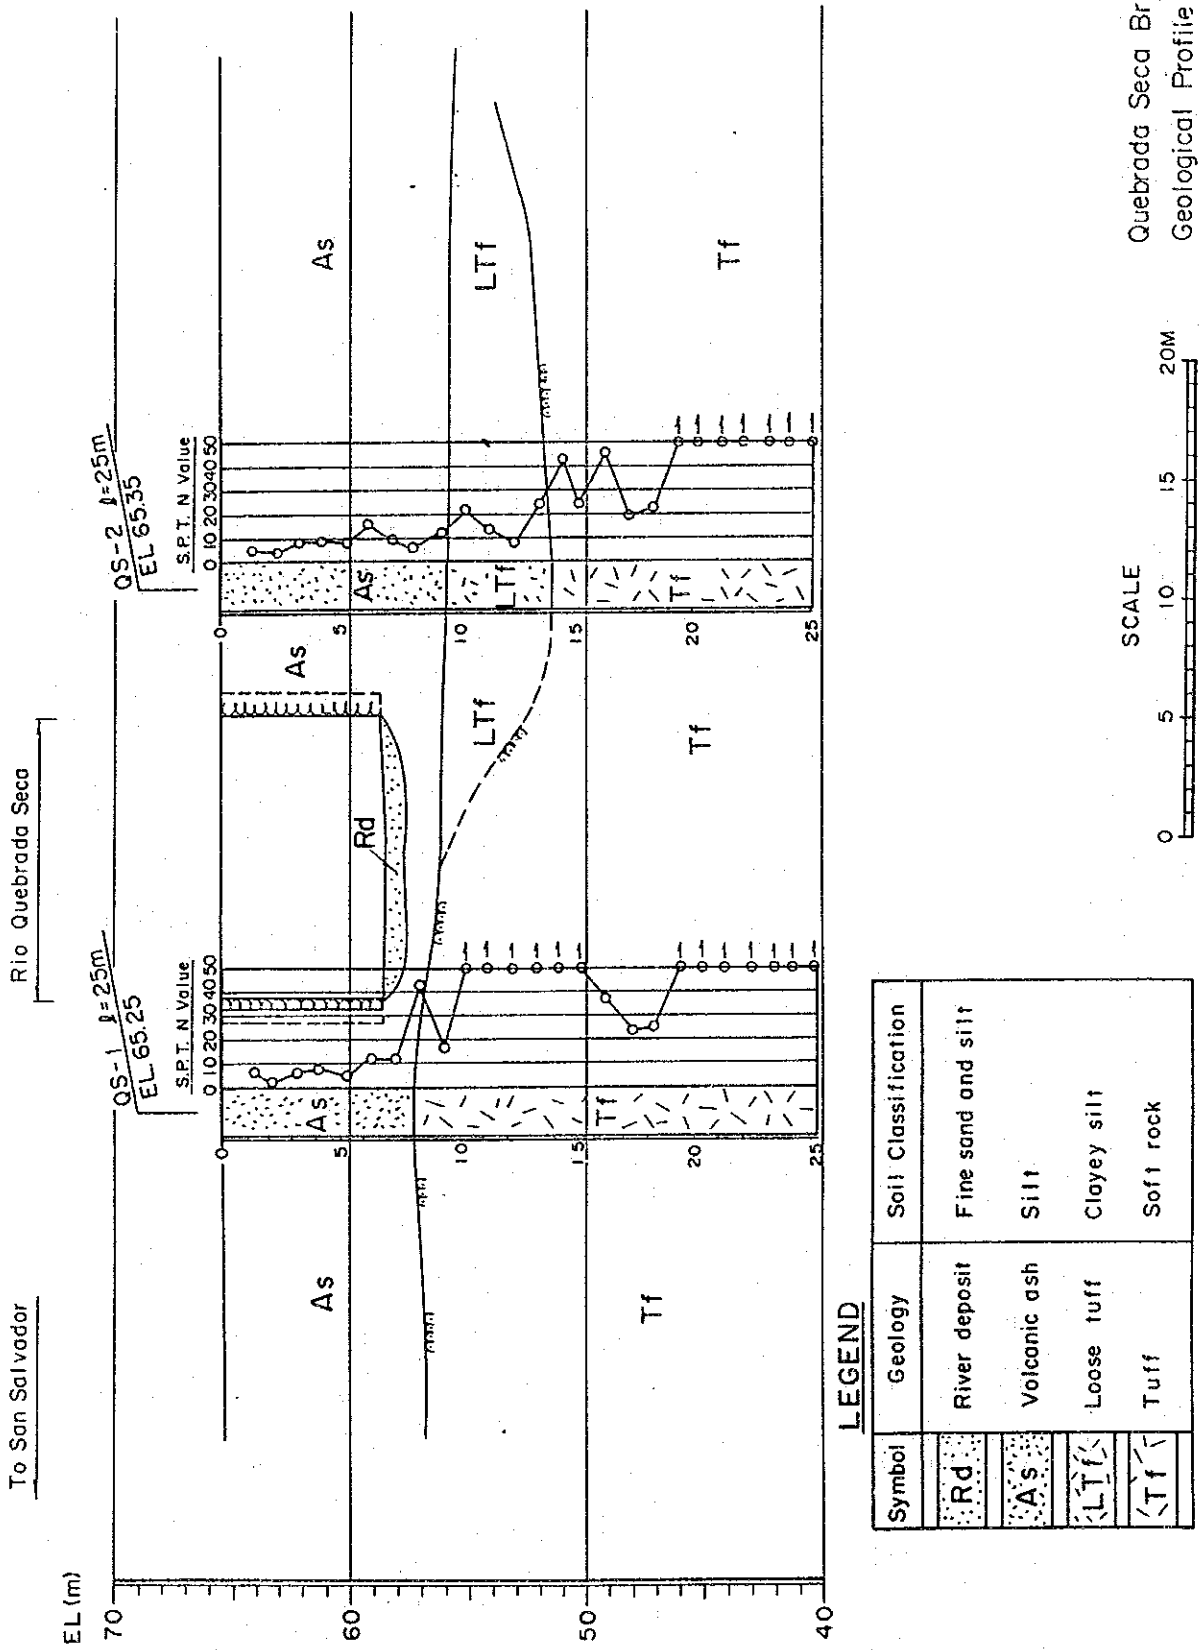 To San Salvador
Rio Quebrada Seca
EL (m)
70
60
50
40
QS-1 ℓ=25m
EL 65.25
S.P.T. N Value
0 10 20 30 40 50
QS-2 ℓ=25m
EL 65.35
S.P.T. N Value
0 10 20 30 40 50
0
5
10
15
20
25
As
Tf
0
5
10
15
20
25
As
LTf
Tf
As
Rd
As
As
LTf
LTf
Tf
Tf
Tf
LEGEND
Symbol Geology Soil Classification
Rd River deposit Fine sand and silt
As Volcanic ash Silt
LTf Loose tuff Clayey silt
Tf Tuff Soft rock
SCALE
0 5 10 15 20M
Quebrada Seca Br
Geological Profile